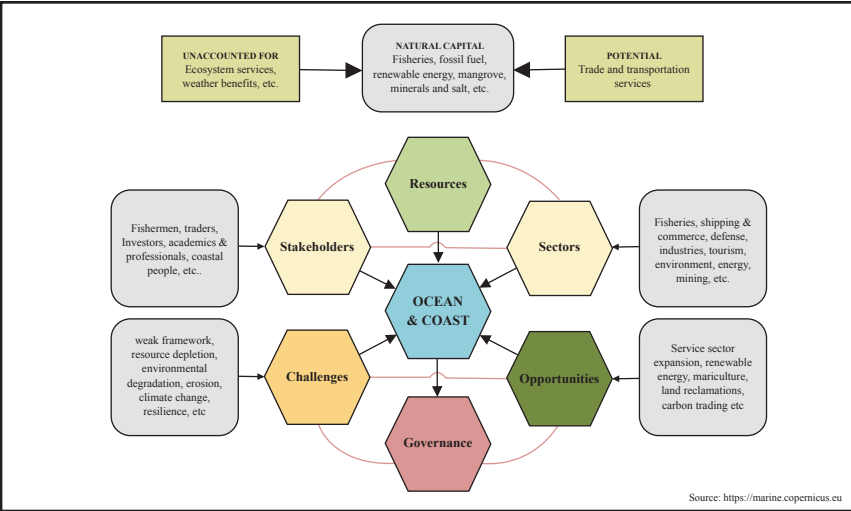 UNACCOUNTED FOR
Ecosystem services,
weather benefits, etc.
NATURAL CAPITAL
Fisheries, fossil fuel,
renewable energy, mangrove,
minerals and salt, etc.
POTENTIAL
Trade and transportation
services
Resources
Fishermen, traders,
Investors, academics &
professionals, coastal
people, etc..
Stakeholders
Sectors
Fisheries, shipping &
commerce, defense,
industries, tourism,
environment, energy,
mining, etc.
OCEAN
& COAST
weak framework,
resource depletion,
environmental
degradation, erosion,
climate change,
resilience, etc
Challenges
Opportunities
Service sector
expansion, renewable
energy, mariculture,
land reclamations,
carbon trading etc
Governance
Source: https://marine.copernicus.eu